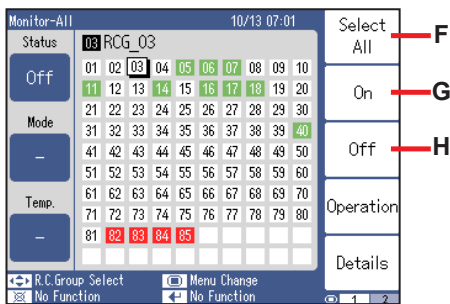 Monitor-All 10/13 07:01
Status
Off
Mode
–
Temp.
–
03 RCG_03
01 02 03 04 05 06 07 08 09 10
11 12 13 14 15 16 17 18 19 20
21 22 23 24 25 26 27 28 29 30
31 32 33 34 35 36 37 38 39 40
41 42 43 44 45 46 47 48 49 50
51 52 53 54 55 56 57 58 59 60
61 62 63 64 65 66 67 68 69 70
71 72 73 74 75 76 77 78 79 80
81 82 83 84 85
R.C.Group Select Menu Change
No Function No Function
Select
All
On
Off
Operation
Details
1 2
F
G
H